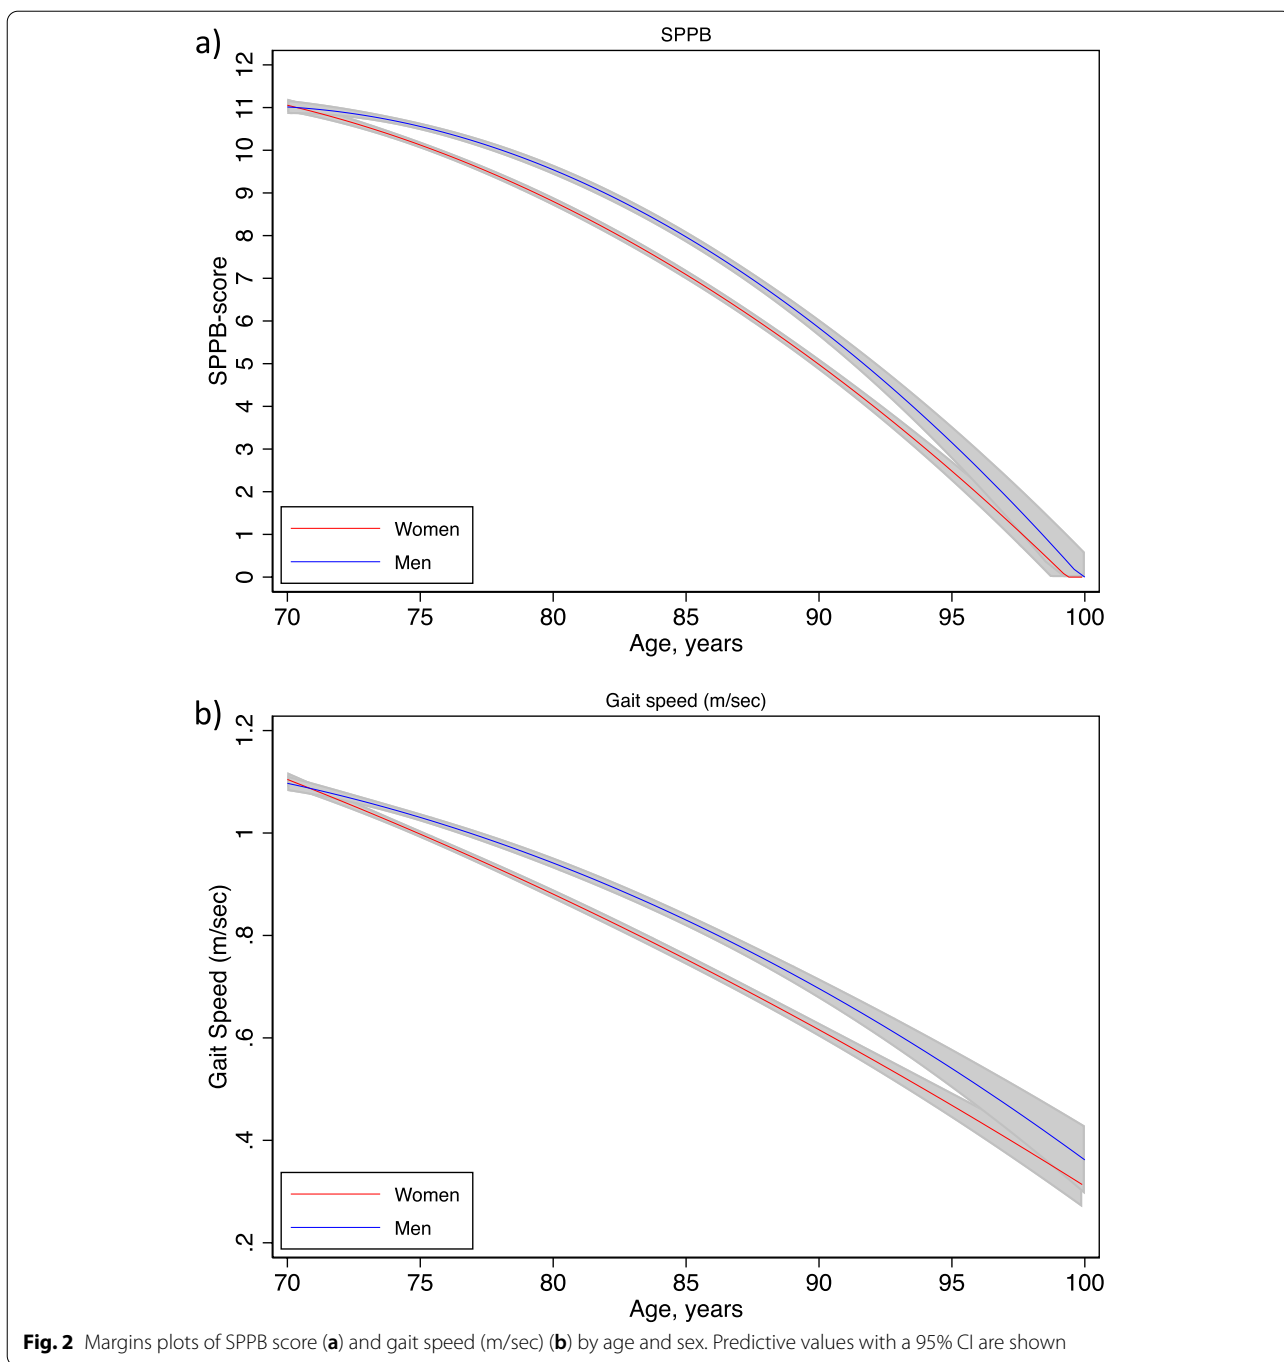 a)
SPPB
12
11
10
9
8
7
6
5
4
3
2
1
0
SPPB-score
Women
Men
70 75 80 85 90 95 100
Age, years
b)
Gait speed (m/sec)
1.2
1
.8
.6
.4
.2
Gait Speed (m/sec)
Women
Men
70 75 80 85 90 95 100
Age, years
Fig. 2 Margins plots of SPPB score (a) and gait speed (m/sec) (b) by age and sex. Predictive values with a 95% CI are shown